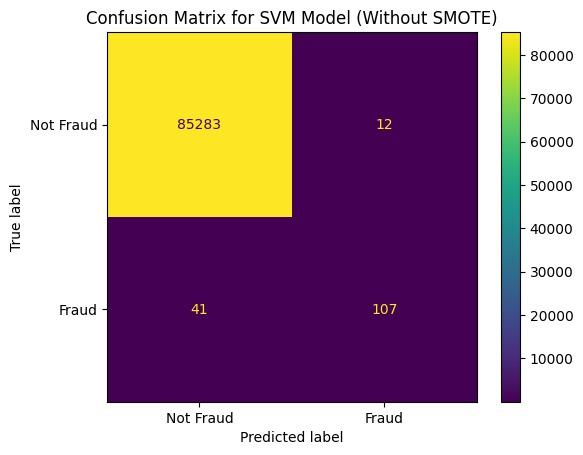 Confusion Matrix for SVM Model (Without SMOTE)
True label
Not Fraud
85283
12
Fraud
41
107
Not Fraud
Fraud
Predicted label
80000
70000
60000
50000
40000
30000
20000
10000